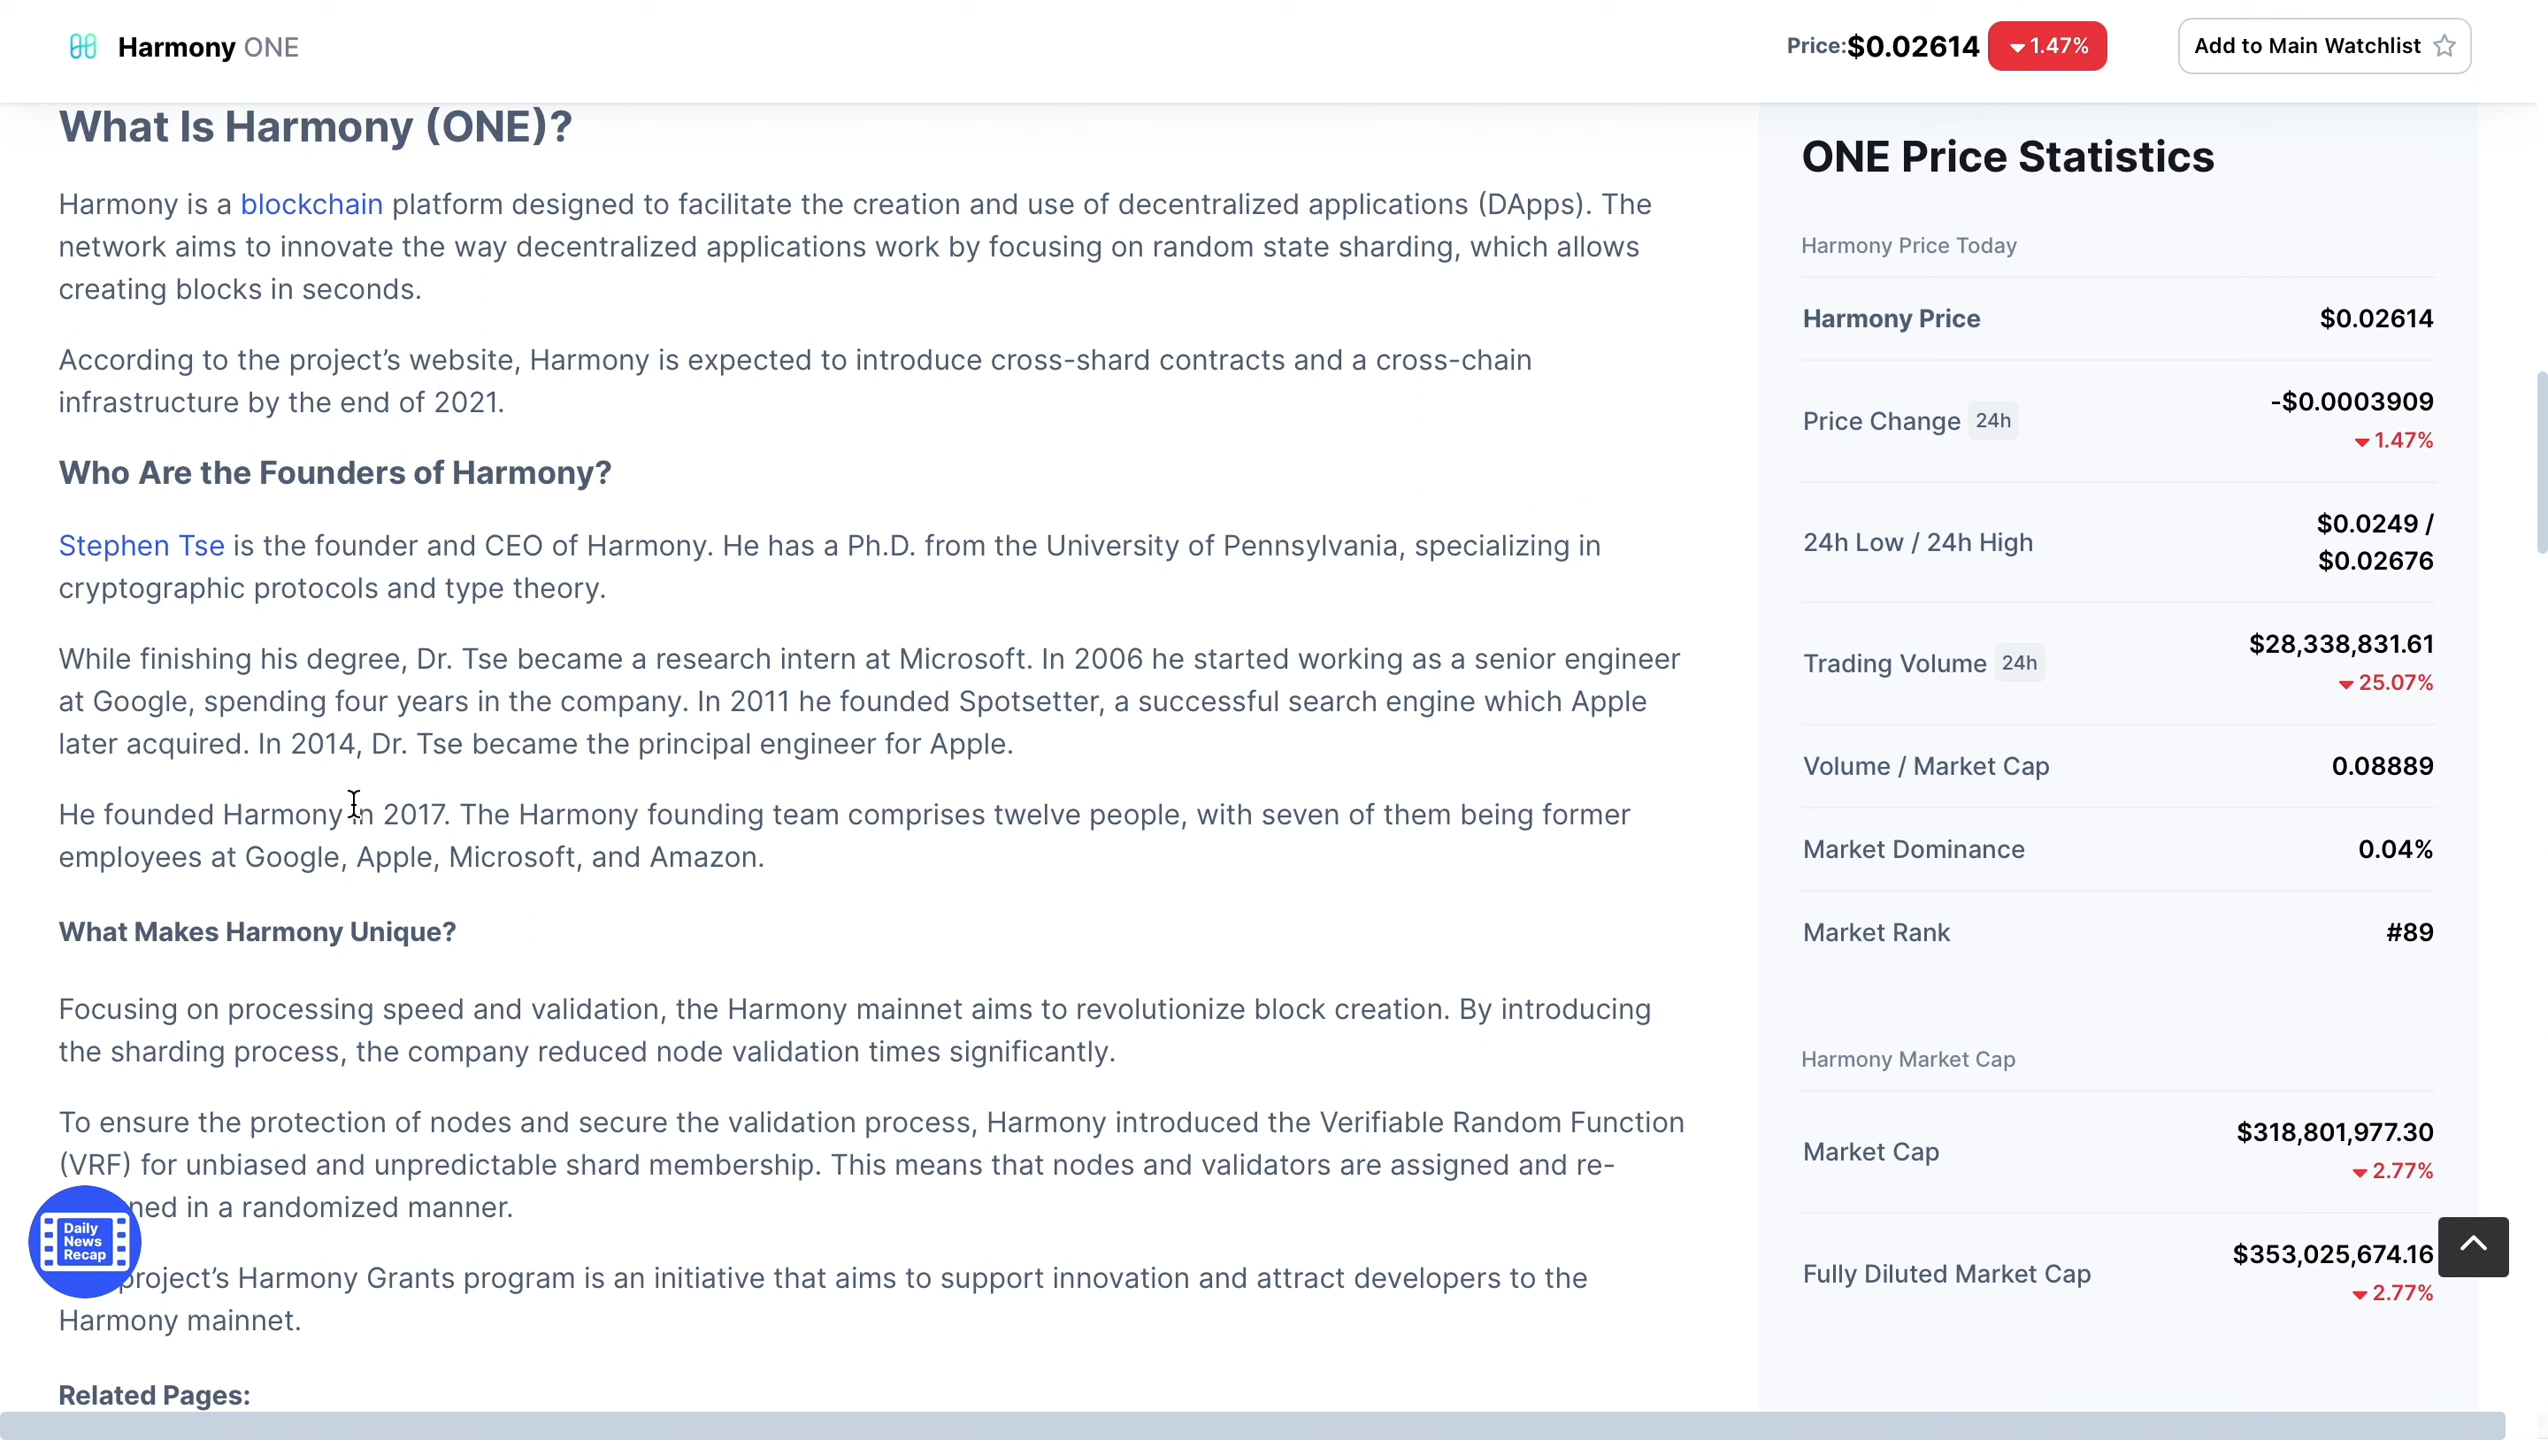 Harmony ONE
Price:$0.02614 1.47%
Add to Main Watchlist
What Is Harmony (ONE)?
Harmony is a blockchain platform designed to facilitate the creation and use of decentralized applications (DApps). The
network aims to innovate the way decentralized applications work by focusing on random state sharding, which allows
creating blocks in seconds.
According to the project’s website, Harmony is expected to introduce cross-shard contracts and a cross-chain
infrastructure by the end of 2021.
Who Are the Founders of Harmony?
Stephen Tse is the founder and CEO of Harmony. He has a Ph.D. from the University of Pennsylvania, specializing in
cryptographic protocols and type theory.
While finishing his degree, Dr. Tse became a research intern at Microsoft. In 2006 he started working as a senior engineer
at Google, spending four years in the company. In 2011 he founded Spotsetter, a successful search engine which Apple
later acquired. In 2014, Dr. Tse became the principal engineer for Apple.
He founded Harmony in 2017. The Harmony founding team comprises twelve people, with seven of them being former
employees at Google, Apple, Microsoft, and Amazon.
What Makes Harmony Unique?
Focusing on processing speed and validation, the Harmony mainnet aims to revolutionize block creation. By introducing
the sharding process, the company reduced node validation times significantly.
To ensure the protection of nodes and secure the validation process, Harmony introduced the Verifiable Random Function
(VRF) for unbiased and unpredictable shard membership. This means that nodes and validators are assigned and re-
ned in a randomized manner.
project’s Harmony Grants program is an initiative that aims to support innovation and attract developers to the
Harmony mainnet.
Related Pages:
Daily
News
Recap
ONE Price Statistics
Harmony Price Today
Harmony Price $0.02614
Price Change 24h -$0.0003909
1.47%
24h Low / 24h High $0.0249 /
$0.02676
Trading Volume 24h $28,338,831.61
25.07%
Volume / Market Cap 0.08889
Market Dominance 0.04%
Market Rank #89
Harmony Market Cap
Market Cap $318,801,977.30
2.77%
Fully Diluted Market Cap $353,025,674.16
2.77%